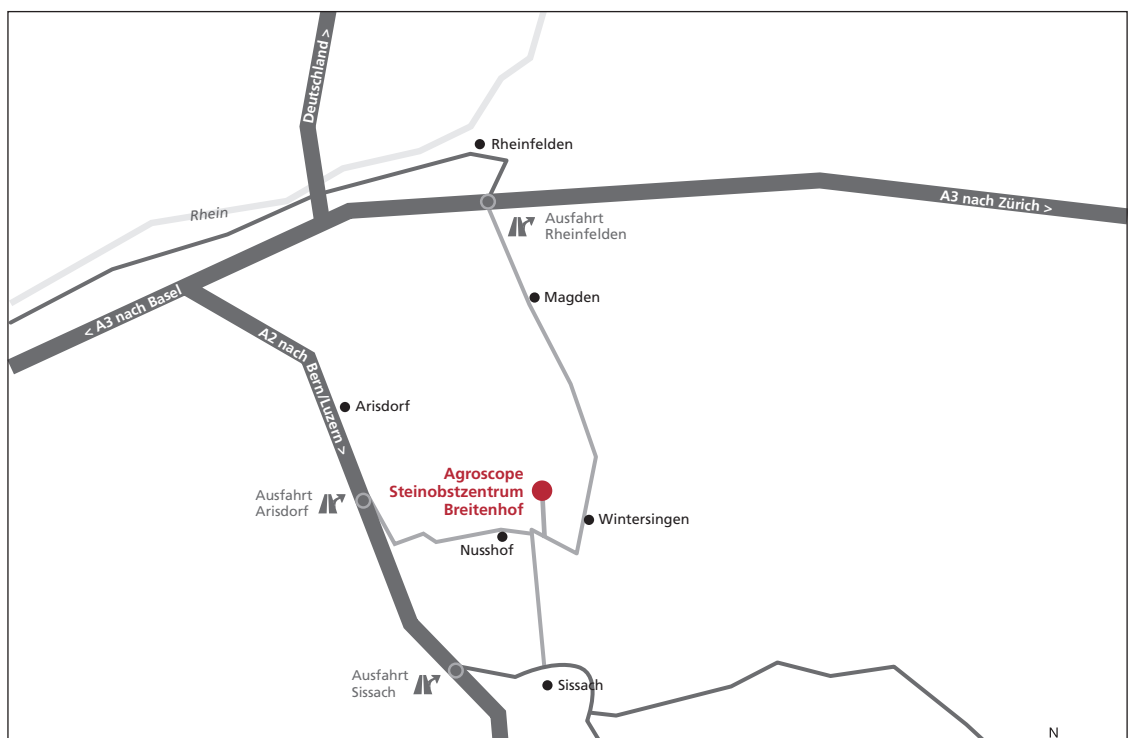 Deutschland >
Rheinfelden
Rhein
A3 nach Zürich >
Ausfahrt
Rheinfelden
< A3 nach Basel
Magden
A2 nach Bern/Luzern >
Arisdorf
Agroscope
Steinobstzentrum
Breitenhof
Ausfahrt
Arisdorf
Wintersingen
Nusshof
Ausfahrt
Sissach
Sissach
N